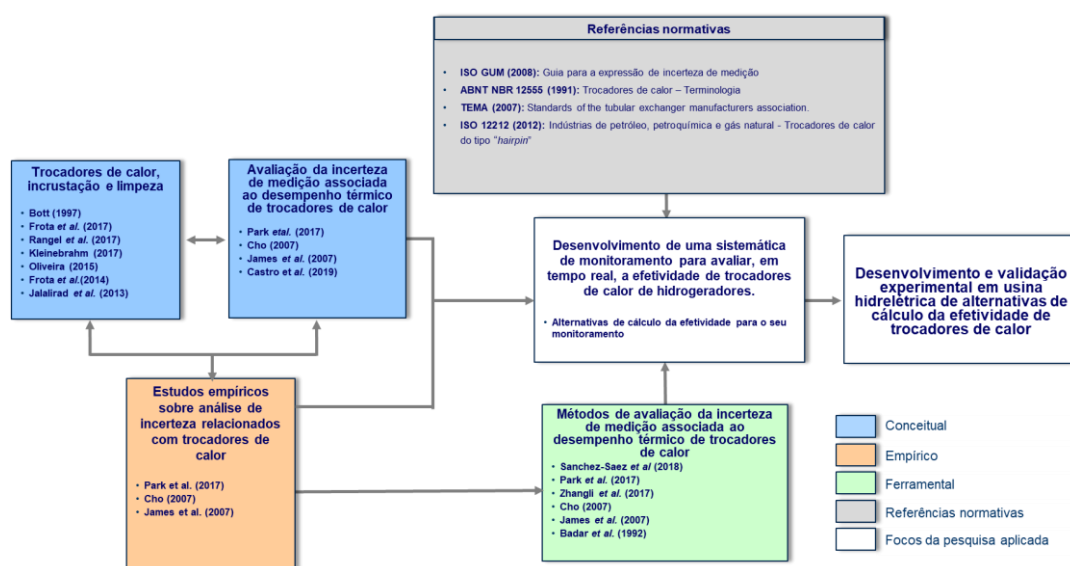 Referências normativas
• ISO GUM (2008): Guia para a expressão de incerteza de medição
• ABNT NBR 12555 (1991): Trocadores de calor – Terminologia
• TEMA (2007): Standards of the tubular exchanger manufacturers association.
• ISO 12212 (2012): Indústrias de petróleo, petroquímica e gás natural - Trocadores de calor
do tipo "hairpin"
Trocadores de calor,
incrustação e limpeza
• Bott (1997)
• Frota et al. (2017)
• Rangel et al. (2017)
• Kleinebrahm (2017)
• Oliveira (2015)
• Frota et al.(2014)
• Jalalirad et al. (2013)
Avaliação da incerteza
de medição associada
ao desempenho térmico
de trocadores de calor
• Park etal. (2017)
• Cho (2007)
• James et al. (2007)
• Castro et al. (2019)
Desenvolvimento de uma sistemática
de monitoramento para avaliar, em
tempo real, a efetividade de trocadores
de calor de hidrogeradores.
• Alternativas de cálculo da efetividade para o seu
monitoramento
Desenvolvimento e validação
experimental em usina
hidrelétrica de alternativas de
cálculo da efetividade de
trocadores de calor
Estudos empíricos
sobre análise de
incerteza relacionados
com trocadores de
calor
• Park et al. (2017)
• Cho (2007)
• James et al. (2007)
Métodos de avaliação da incerteza
de medição associada ao
desempenho térmico de trocadores
de calor
• Sanchez-Saez et al (2018)
• Park et al. (2017)
• Zhangli et al. (2017)
• Cho (2007)
• James et al. (2007)
• Badar et al. (1992)
Conceitual
Empírico
Ferramental
Referências normativas
Focos da pesquisa aplicada